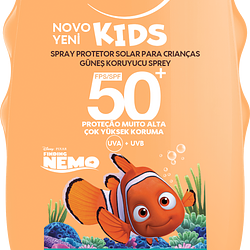 NOVO
YENİ
KIDS
SPRAY PROTETOR SOLAR PARA CRIANÇAS
GÜNEŞ KORUYUCU SPREY
FPS/SPF
50+
PROTEÇÃO MUITO ALTA
ÇOK YÜKSEK KORUMA
UVA + UVB
Disney·PIXAR
FINDING
NEMO